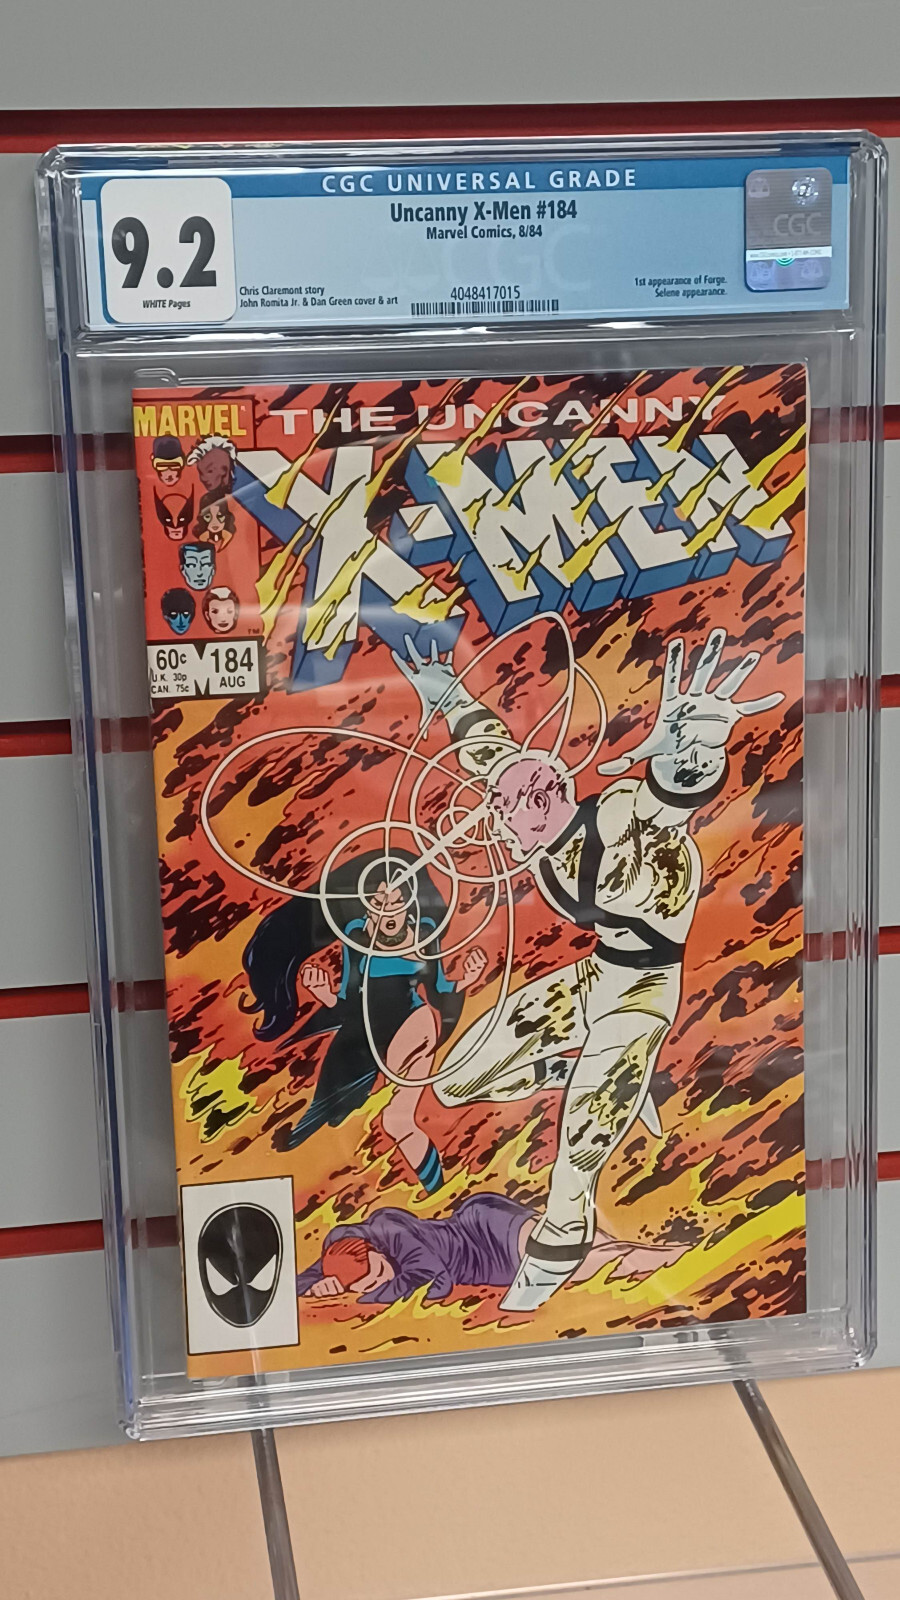 CGC UNIVERSAL GRADE
9.2
WHITE Pages
Uncanny X-Men #184
Marvel Comics, 8/84
Chris Claremont story
John Romita Jr. & Dan Green cover & art
4048417015
1st appearance of Forge.
Selene appearance.
CGC
MARVEL
THE UNCANNY
X-MEN
TM
60¢
U.K. 30p
CAN. 75¢
184
AUG